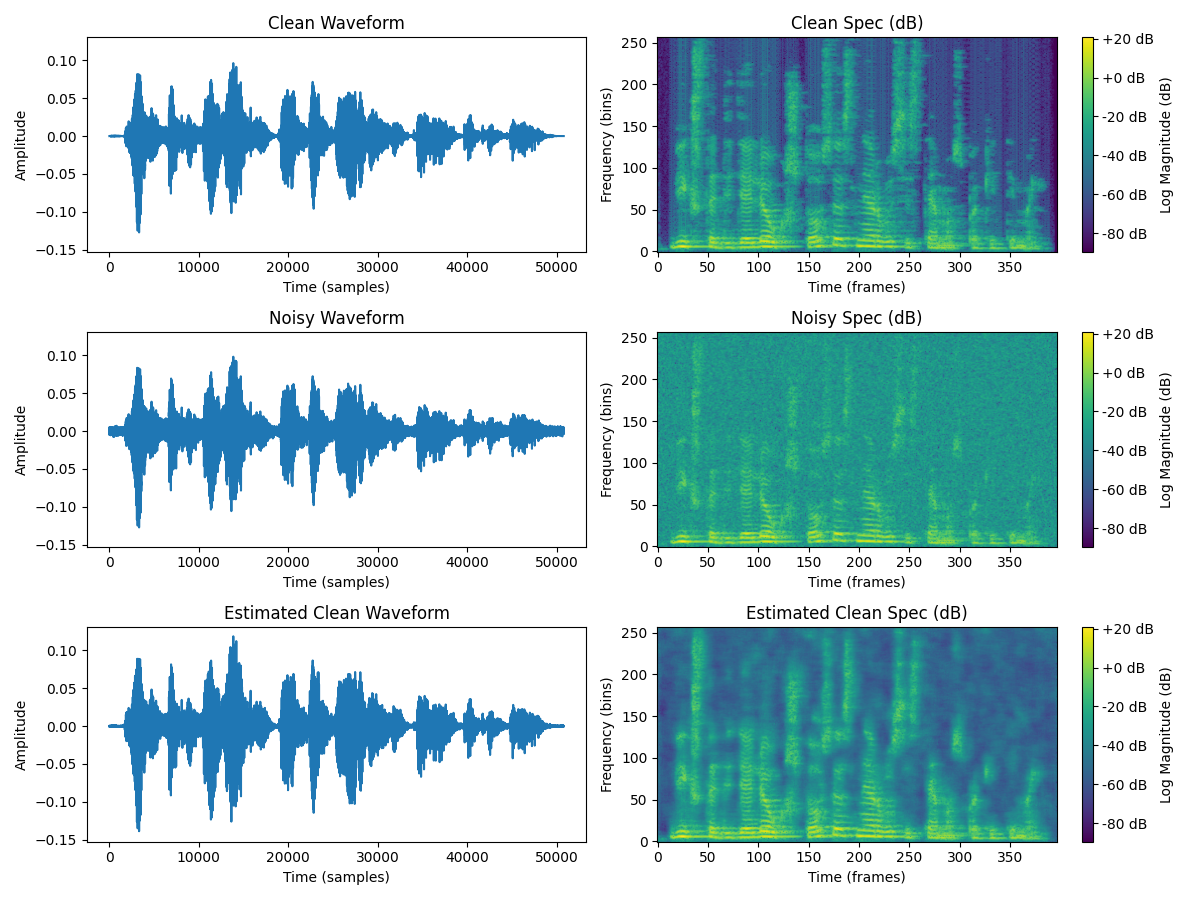 Clean Waveform
Amplitude
0.10
0.05
0.00
−0.05
−0.10
−0.15
0 10000 20000 30000 40000 50000
Time (samples)
Clean Spec (dB)
Frequency (bins)
250
200
150
100
50
0
0 50 100 150 200 250 300 350
Time (frames)
+20 dB
+0 dB
-20 dB
-40 dB
-60 dB
-80 dB
Log Magnitude (dB)
Noisy Waveform
Amplitude
0.10
0.05
0.00
−0.05
−0.10
−0.15
0 10000 20000 30000 40000 50000
Time (samples)
Noisy Spec (dB)
Frequency (bins)
250
200
150
100
50
0
0 50 100 150 200 250 300 350
Time (frames)
+20 dB
+0 dB
-20 dB
-40 dB
-60 dB
-80 dB
Log Magnitude (dB)
Estimated Clean Waveform
Amplitude
0.10
0.05
0.00
−0.05
−0.10
−0.15
0 10000 20000 30000 40000 50000
Time (samples)
Estimated Clean Spec (dB)
Frequency (bins)
250
200
150
100
50
0
0 50 100 150 200 250 300 350
Time (frames)
+20 dB
+0 dB
-20 dB
-40 dB
-60 dB
-80 dB
Log Magnitude (dB)